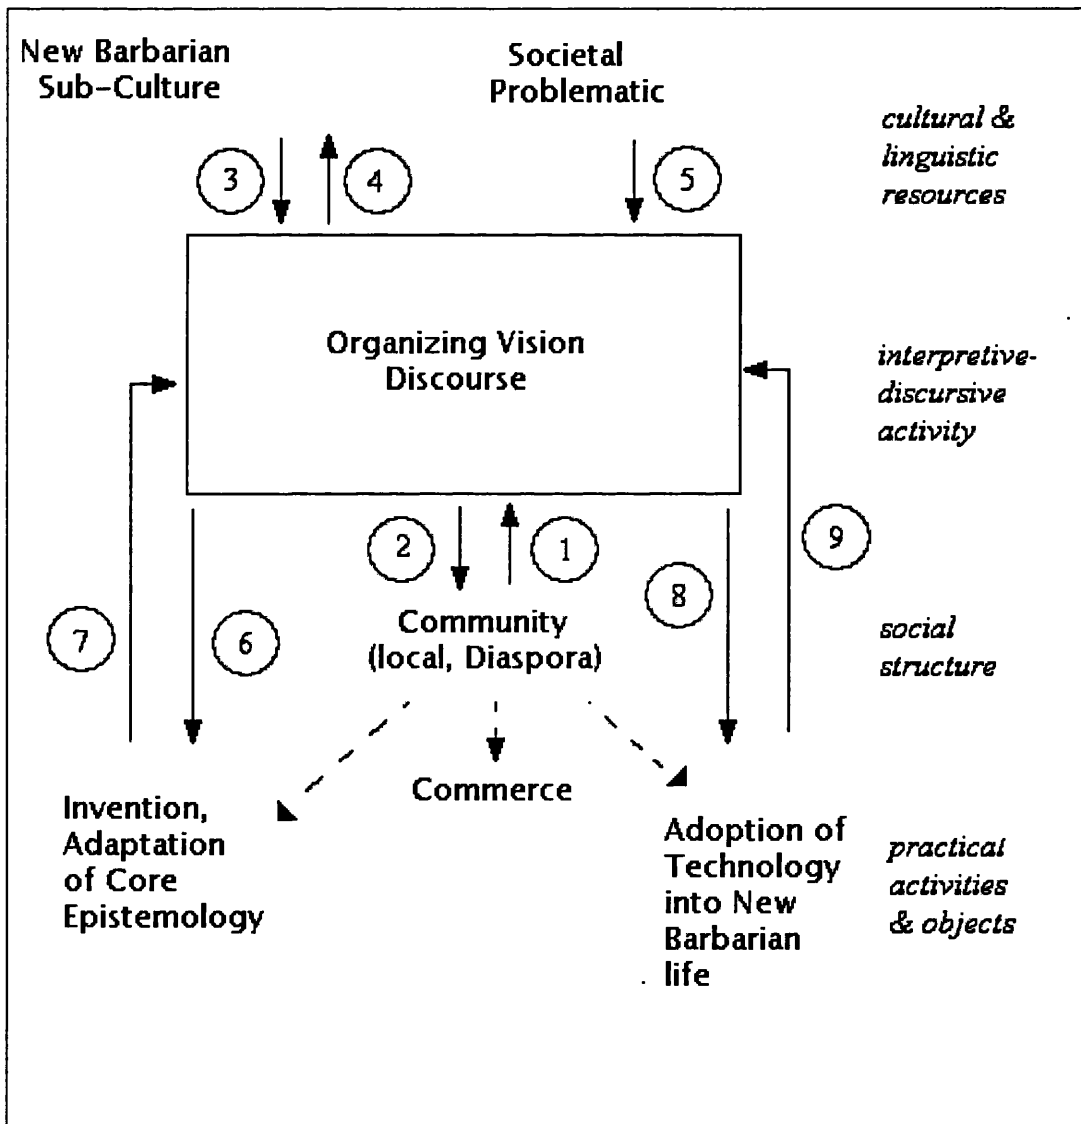 New Barbarian
Sub-Culture
Societal
Problematic
cultural &
linguistic
resources
3
4
5
Organizing Vision
Discourse
interpretive-
discursive
activity
2
1
9
8
7
6
Community
(local, Diaspora)
social
structure
Commerce
Invention,
Adaptation
of Core
Epistemology
Adoption of
Technology
into New
Barbarian
life
practical
activities
& objects